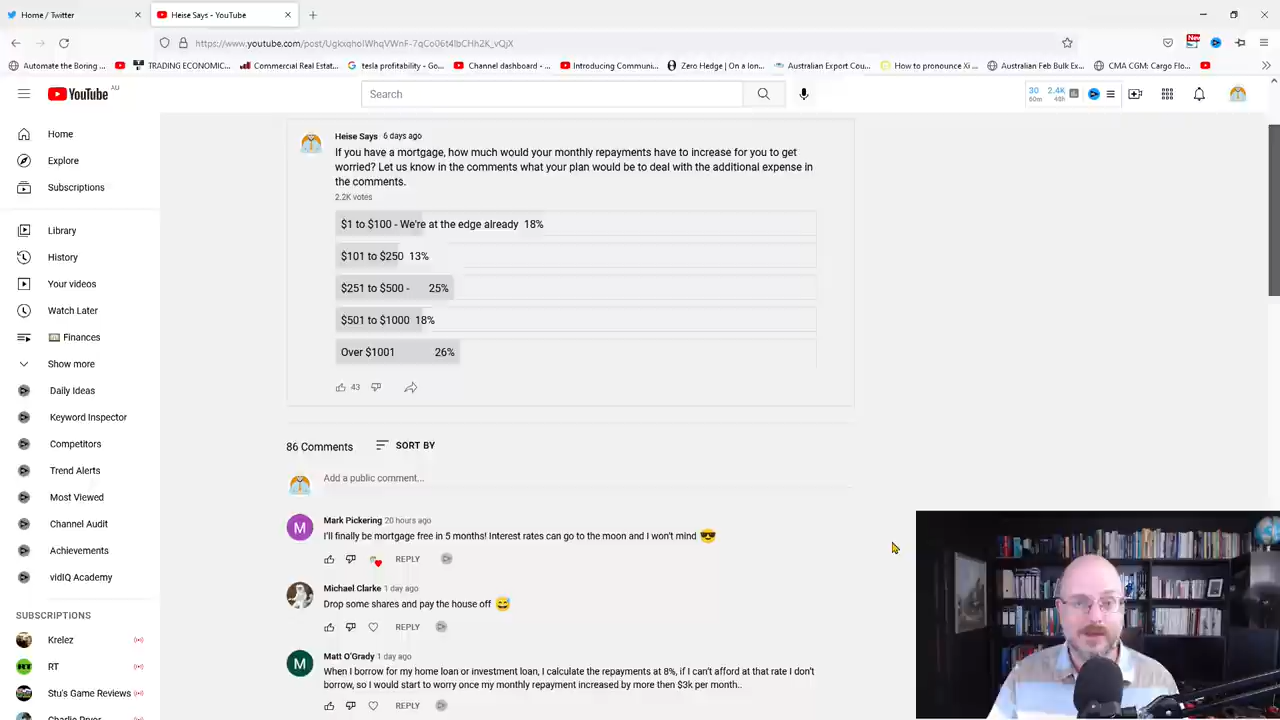 Home / Twitter
Heise Says - YouTube
https://www.youtube.com/post/UgkxqhoIWhqVWnF-7qCo06t4lbCHh2K_vQjX
Automate the Boring ...
TRADING ECONOMIC...
Commercial Real Estat...
tesla profitability - Go...
Channel dashboard - ...
Introducing Communi...
Zero Hedge | On a lon...
Australian Export Cou...
How to pronounce Xi ...
Australian Feb Bulk Ex...
CMA CGM: Cargo Flo...
New
YouTube AU
Search
30 2.4K
60m 48h
Home
Explore
Subscriptions
Library
History
Your videos
Watch Later
Finances
Show more
Daily Ideas
Keyword Inspector
Competitors
Trend Alerts
Most Viewed
Channel Audit
Achievements
vidIQ Academy
SUBSCRIPTIONS
Krelez
RT
Stu's Game Reviews
Charlie Pryor
Heise Says 6 days ago
If you have a mortgage, how much would your monthly repayments have to increase for you to get
worried? Let us know in the comments what your plan would be to deal with the additional expense in
the comments.
2.2K votes
$1 to $100 - We're at the edge already 18%
$101 to $250 13%
$251 to $500 - 25%
$501 to $1000 18%
Over $1001 26%
43
86 Comments SORT BY
Add a public comment...
M
Mark Pickering 20 hours ago
I'll finally be mortgage free in 5 months! Interest rates can go to the moon and I won't mind
REPLY
Michael Clarke 1 day ago
Drop some shares and pay the house off
REPLY
M
Matt O'Grady 1 day ago
When I borrow for my home loan or investment loan, I calculate the repayments at 8%, if I can't afford at that rate I don't
borrow, so I would start to worry once my monthly repayment increased by more then $3k per month..
REPLY